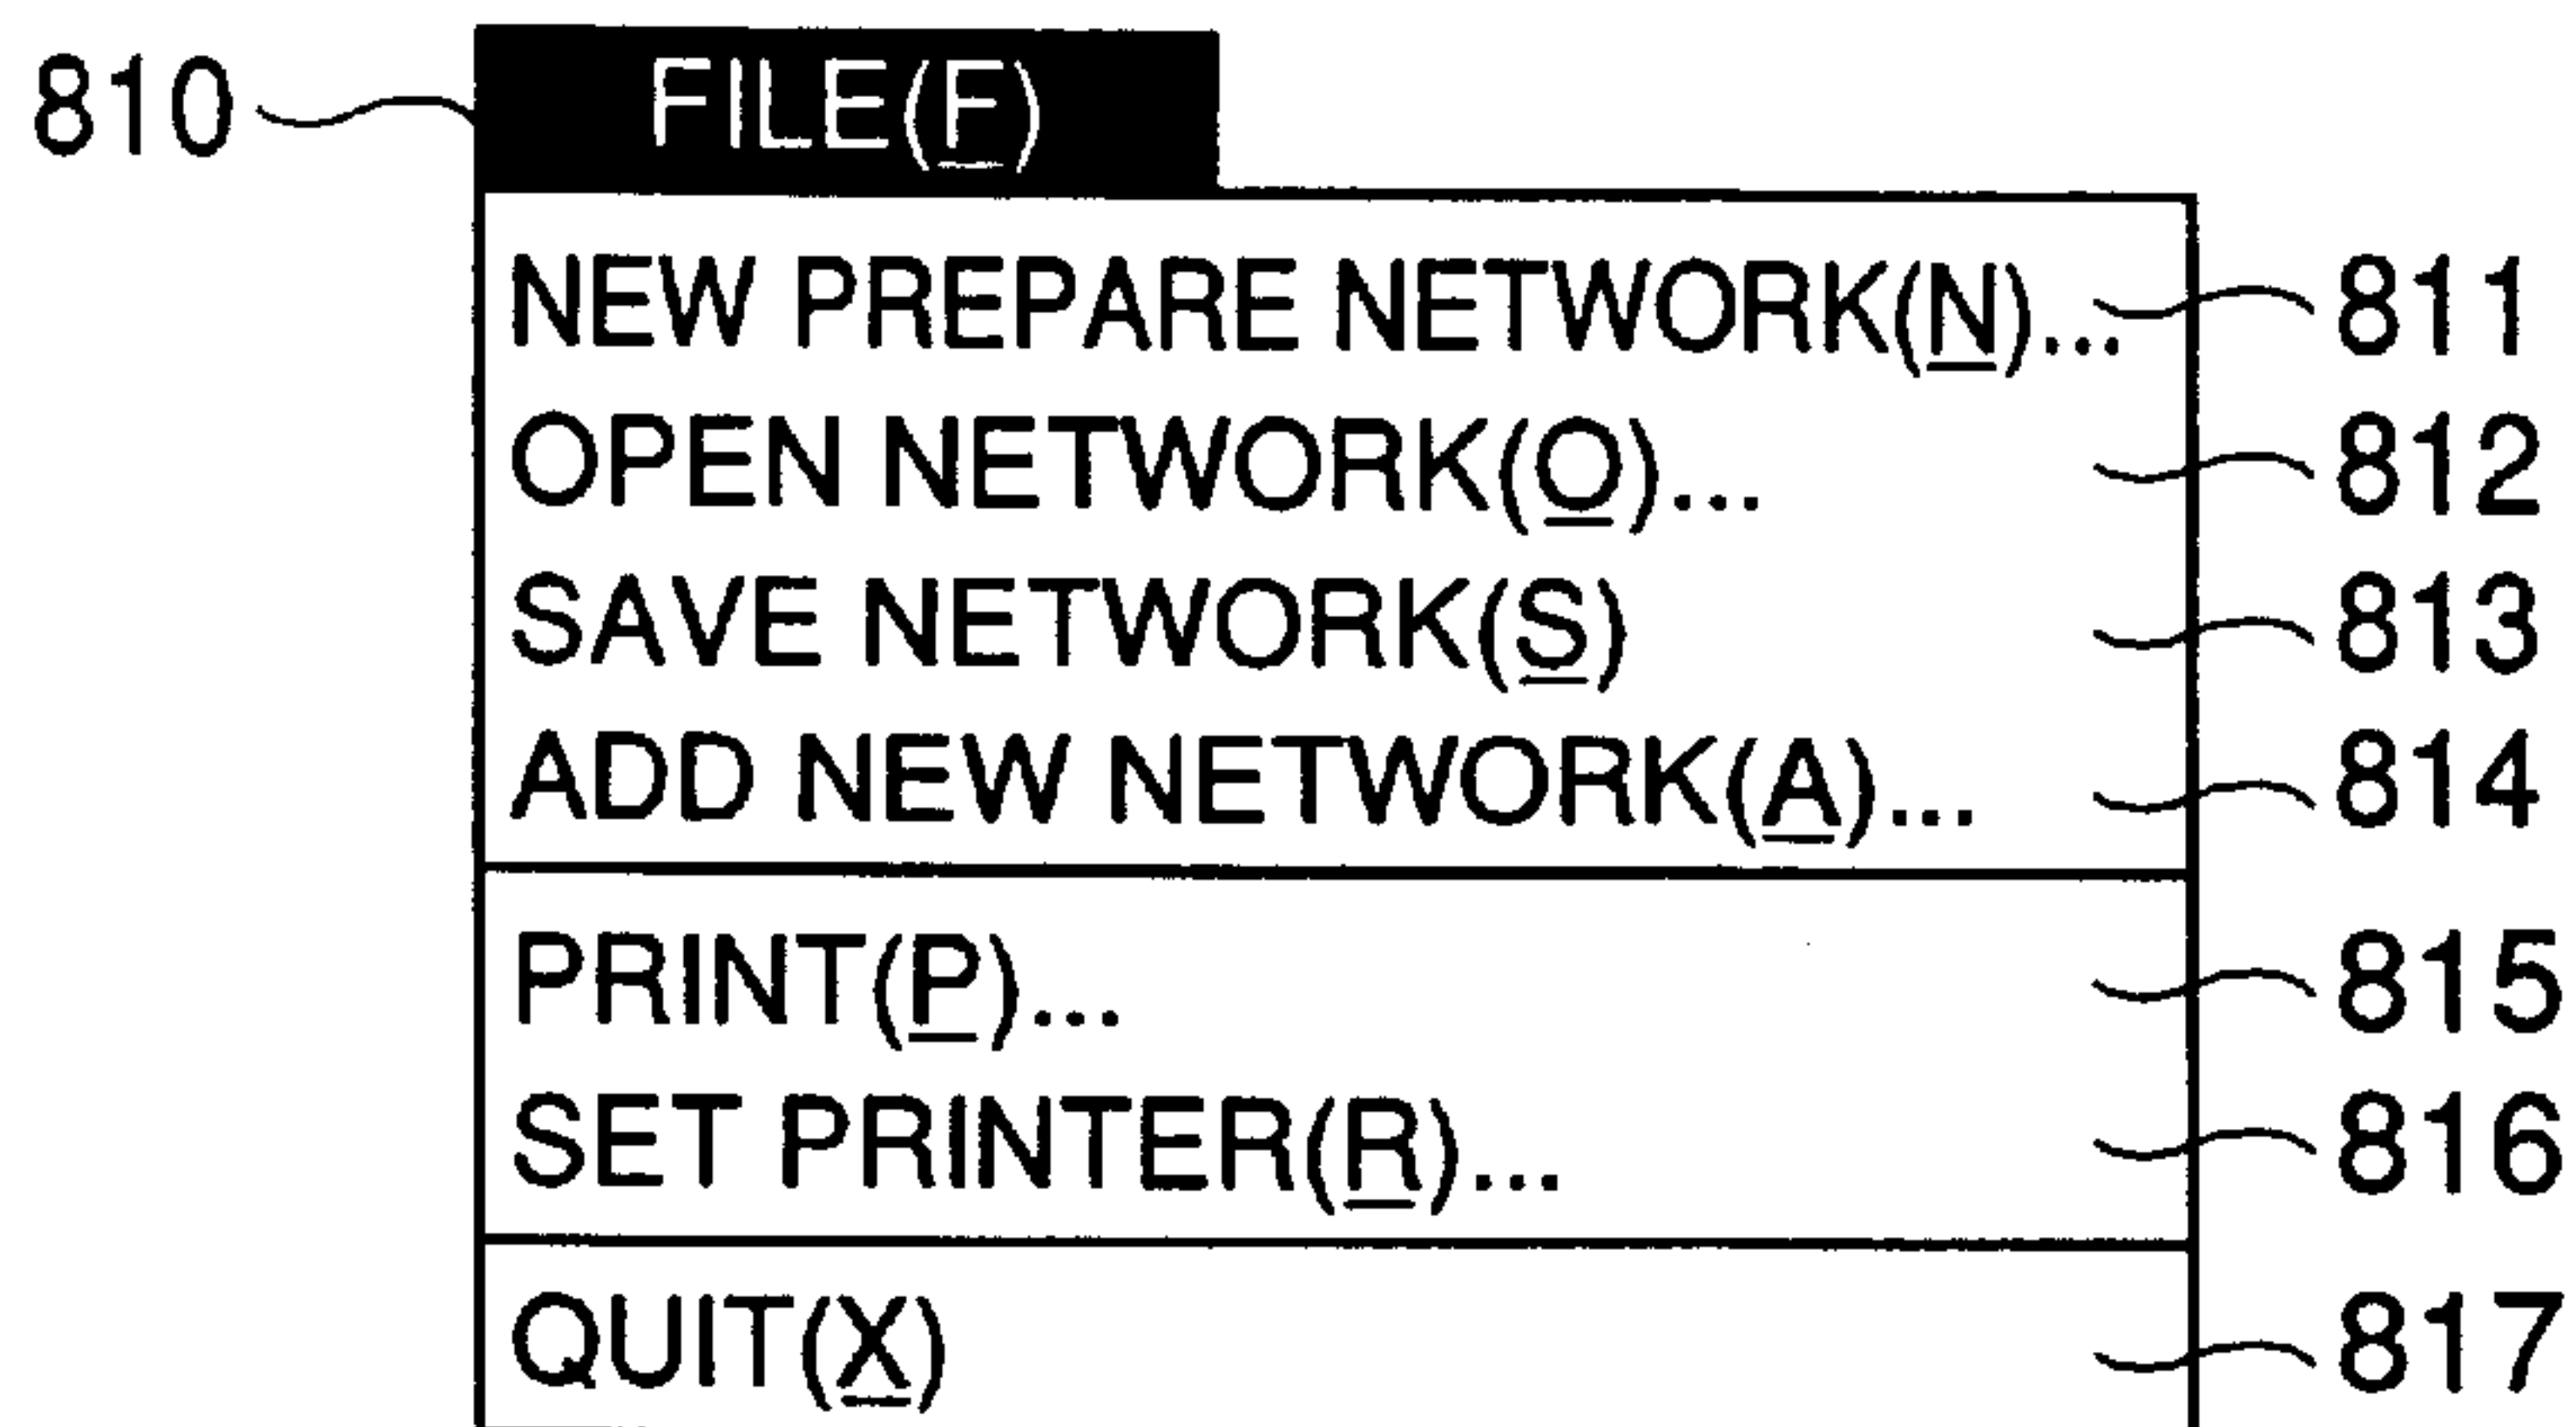 810 FILE(F)
NEW PREPARE NETWORK(N)... 811
OPEN NETWORK(O)... 812
SAVE NETWORK(S) 813
ADD NEW NETWORK(A)... 814
PRINT(P)... 815
SET PRINTER(R)... 816
QUIT(X) 817